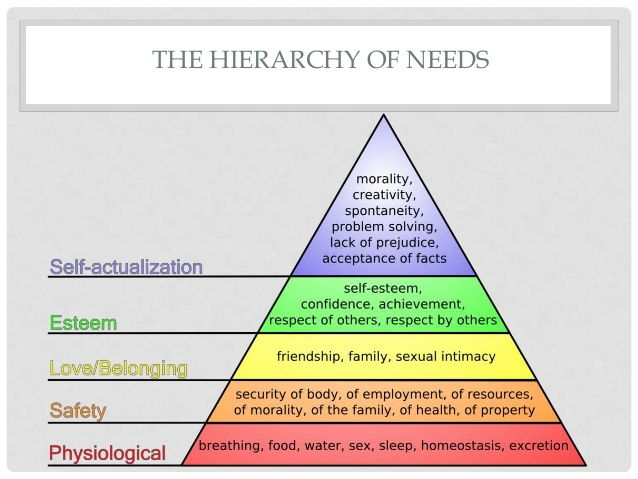 THE HIERARCHY OF NEEDS
morality,
creativity,
spontaneity,
problem solving,
lack of prejudice,
acceptance of facts
Self-actualization
self-esteem,
confidence, achievement,
respect of others, respect by others
Esteem
friendship, family, sexual intimacy
Love/Belonging
security of body, of employment, of resources,
of morality, of the family, of health, of property
Safety
breathing, food, water, sex, sleep, homeostasis, excretion
Physiological